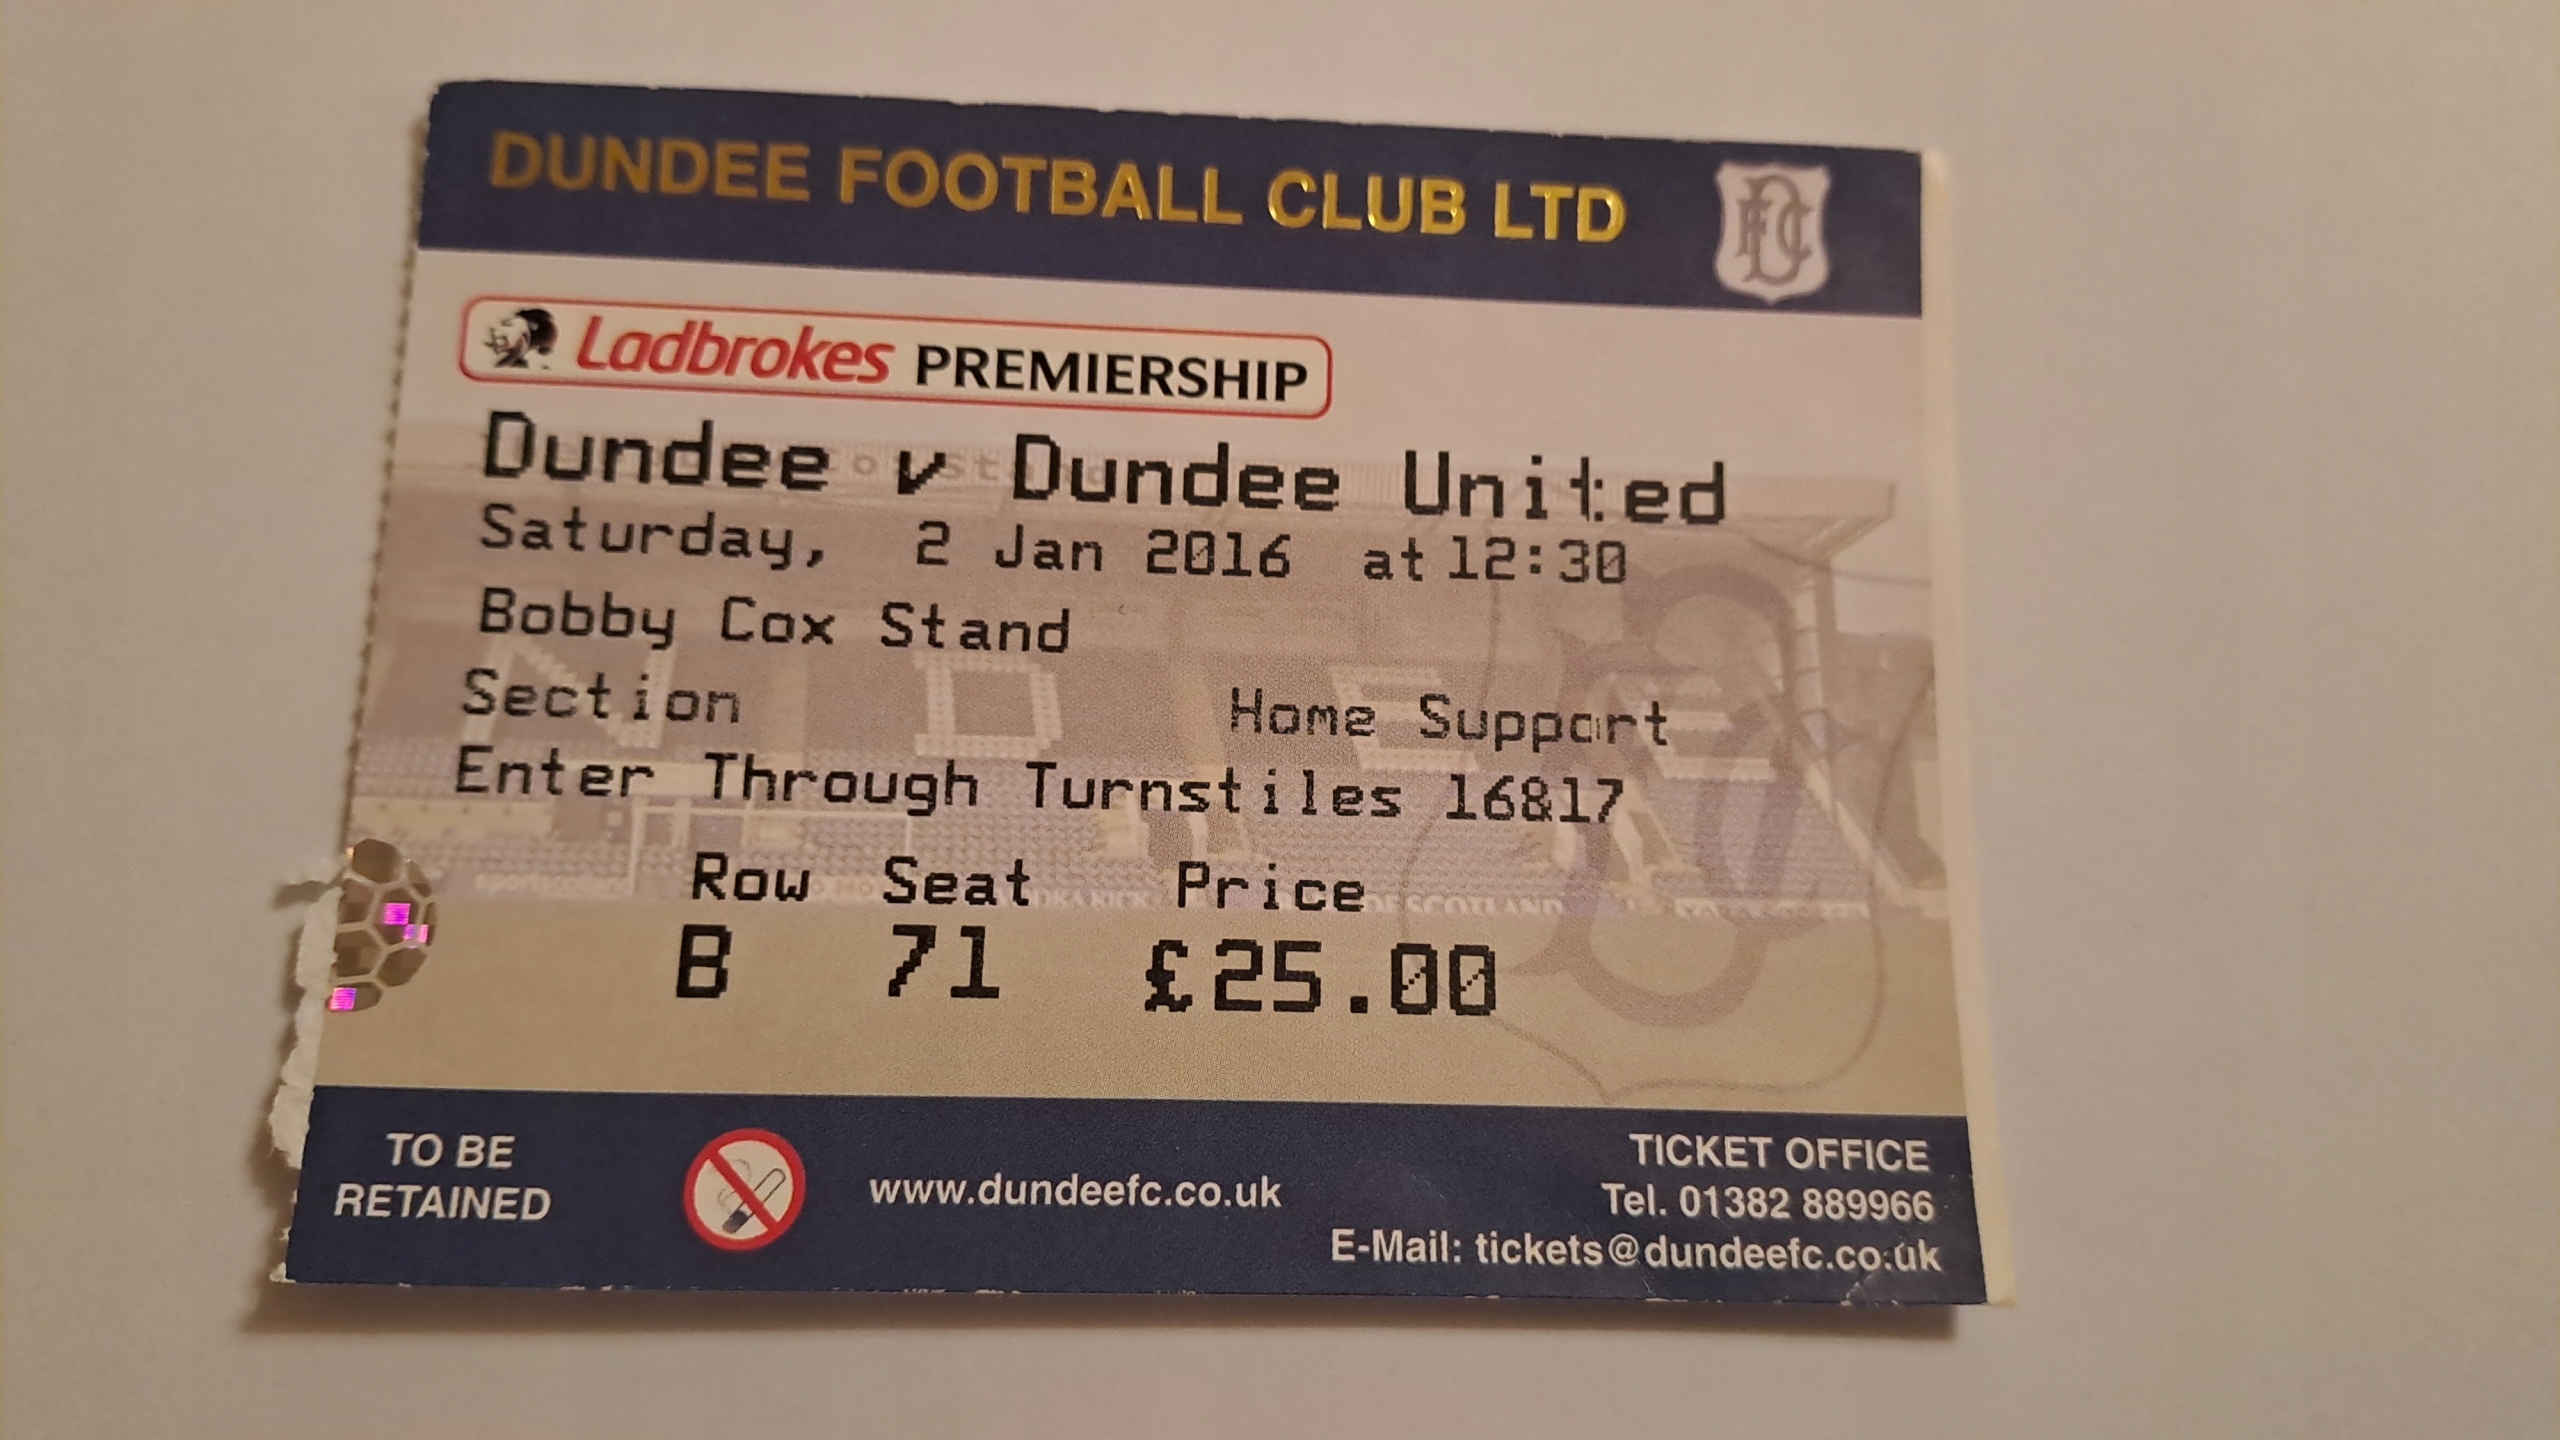 DUNDEE FOOTBALL CLUB LTD
Ladbrokes PREMIERSHIP
Dundee v Dundee United
Saturday, 2 Jan 2016 at 12:30
Bobby Cox Stand
Section Home Support
Enter Through Turnstiles 16&17
Row Seat Price
B 71 £25.00
TO BE
RETAINED
www.dundeefc.co.uk
TICKET OFFICE
Tel. 01382 889966
E-Mail: tickets@dundeefc.co.uk